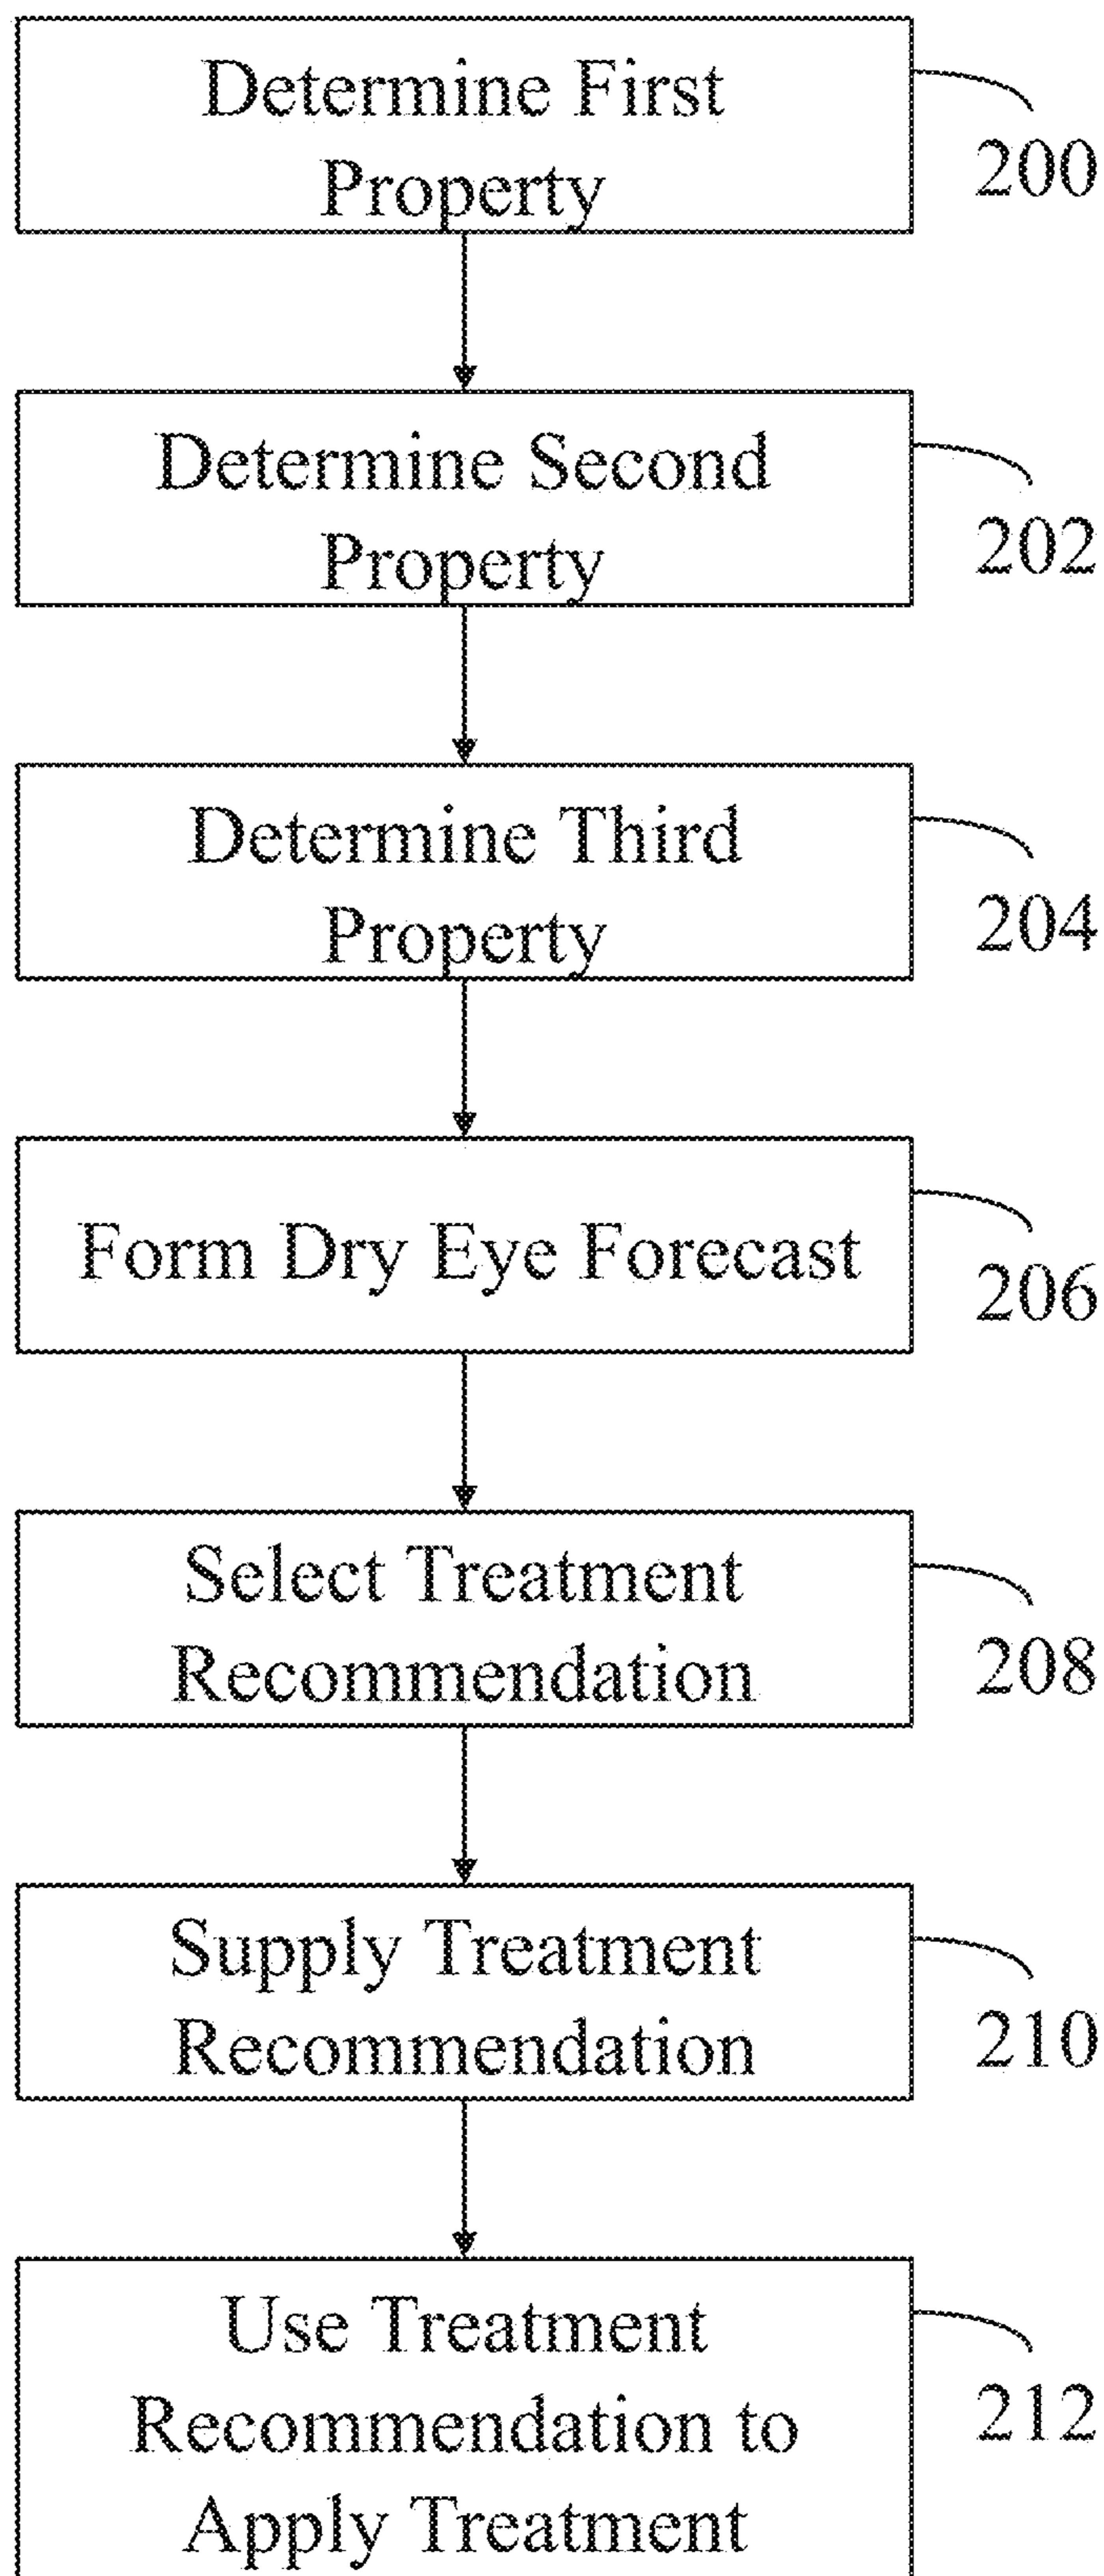 Determine First
Property
200
Determine Second
Property
202
Determine Third
Property
204
Form Dry Eye Forecast
206
Select Treatment
Recommendation
208
Supply Treatment
Recommendation
210
Use Treatment
Recommendation to
Apply Treatment
212